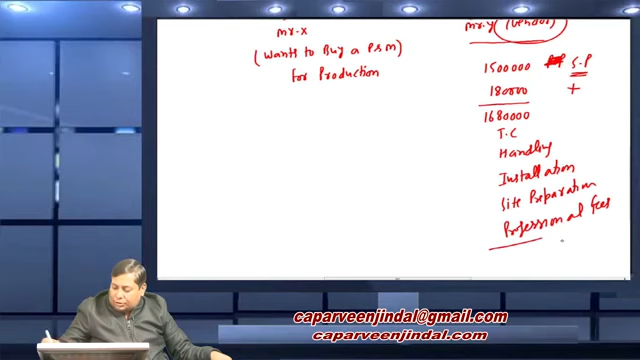 mr.x
(wants to Buy a P&M)
for Production
mr.y (vendor)
1500000 S.P
180000 +
1680000
T.C
Handling
Installation
Site Preparation
Professional fees
caparveenjindal@gmail.com
caparveenjindal.com